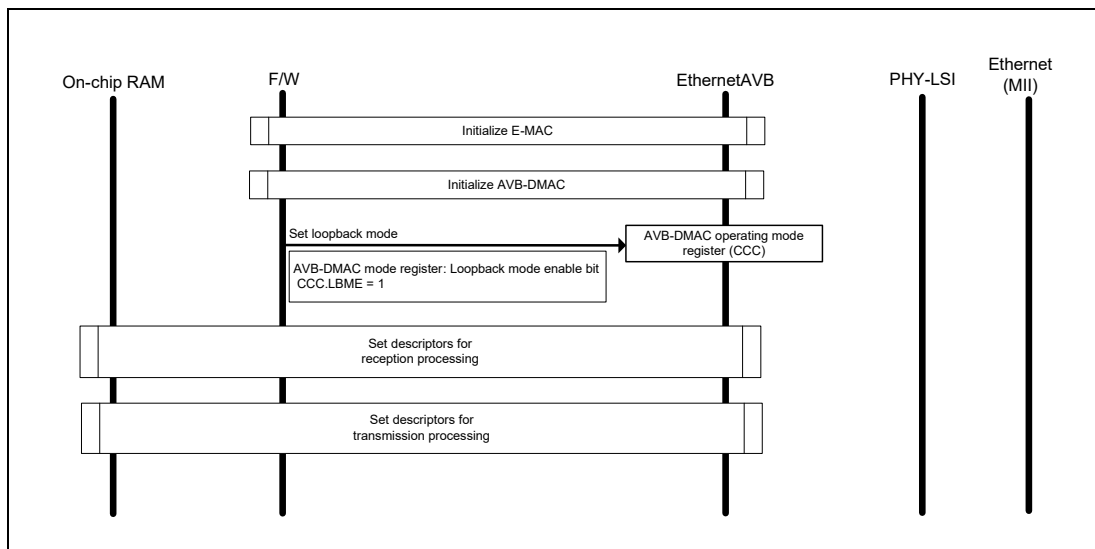 On-chip RAM
F/W
EthernetAVB
PHY-LSI
Ethernet
(MII)
Initialize E-MAC
Initialize AVB-DMAC
Set loopback mode
AVB-DMAC operating mode
register (CCC)
AVB-DMAC mode register: Loopback mode enable bit
CCC.LBME = 1
Set descriptors for
reception processing
Set descriptors for
transmission processing